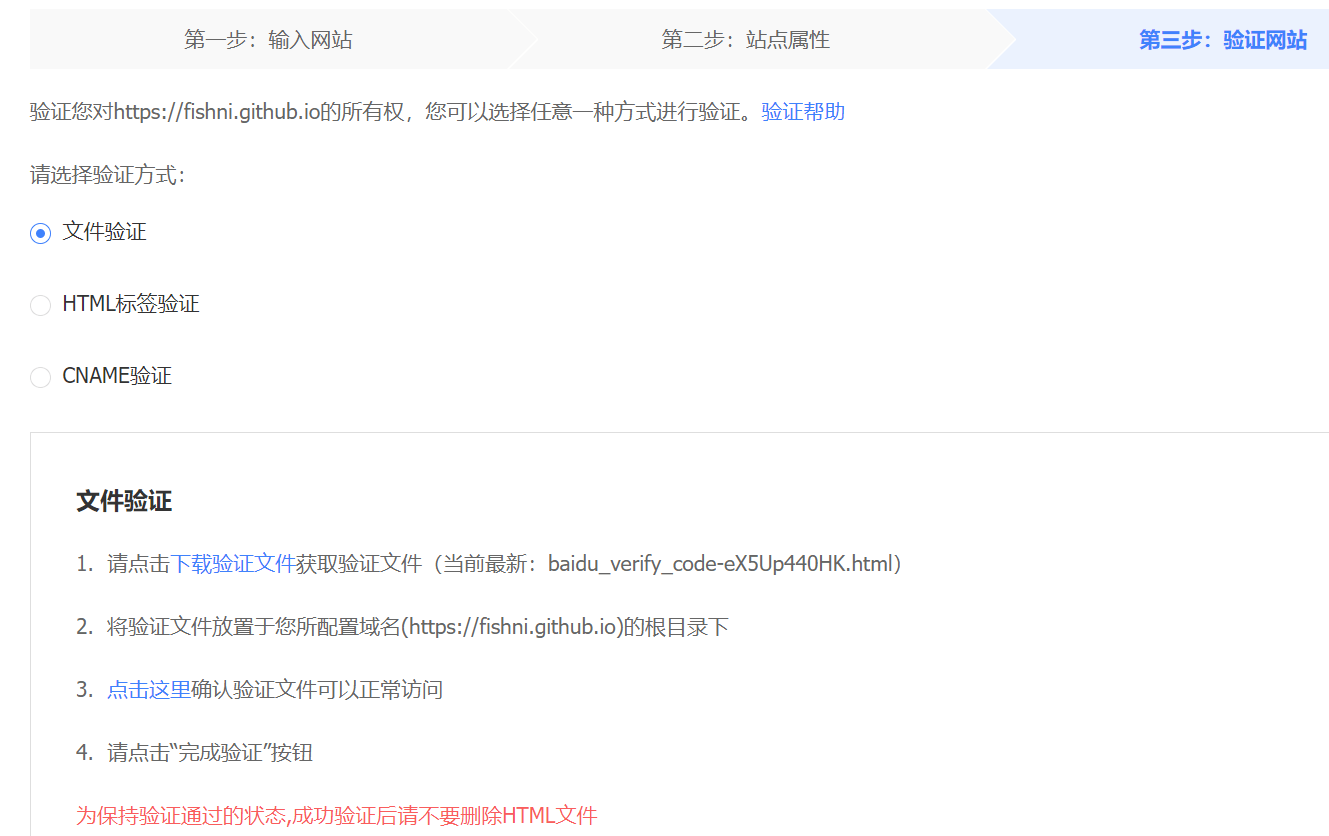 第一步：输入网站 第二步：站点属性 第三步：验证网站
验证您对https://fishni.github.io的所有权，您可以选择任意一种方式进行验证。验证帮助
请选择验证方式：
文件验证
HTML标签验证
CNAME验证
文件验证
1. 请点击下载验证文件获取验证文件（当前最新：baidu_verify_code-eX5Up440HK.html）
2. 将验证文件放置于您所配置域名(https://fishni.github.io)的根目录下
3. 点击这里确认验证文件可以正常访问
4. 请点击“完成验证”按钮
为保持验证通过的状态,成功验证后请不要删除HTML文件